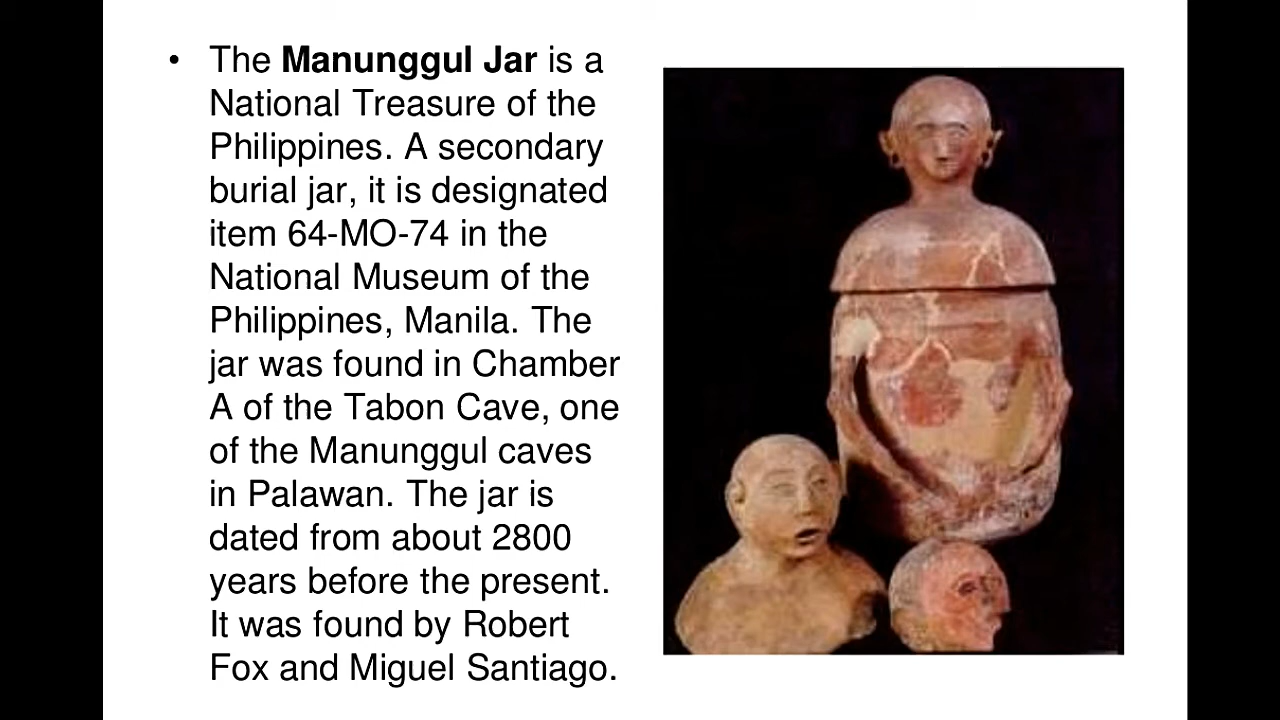 • The Manunggul Jar is a
National Treasure of the
Philippines. A secondary
burial jar, it is designated
item 64-MO-74 in the
National Museum of the
Philippines, Manila. The
jar was found in Chamber
A of the Tabon Cave, one
of the Manunggul caves
in Palawan. The jar is
dated from about 2800
years before the present.
It was found by Robert
Fox and Miguel Santiago.